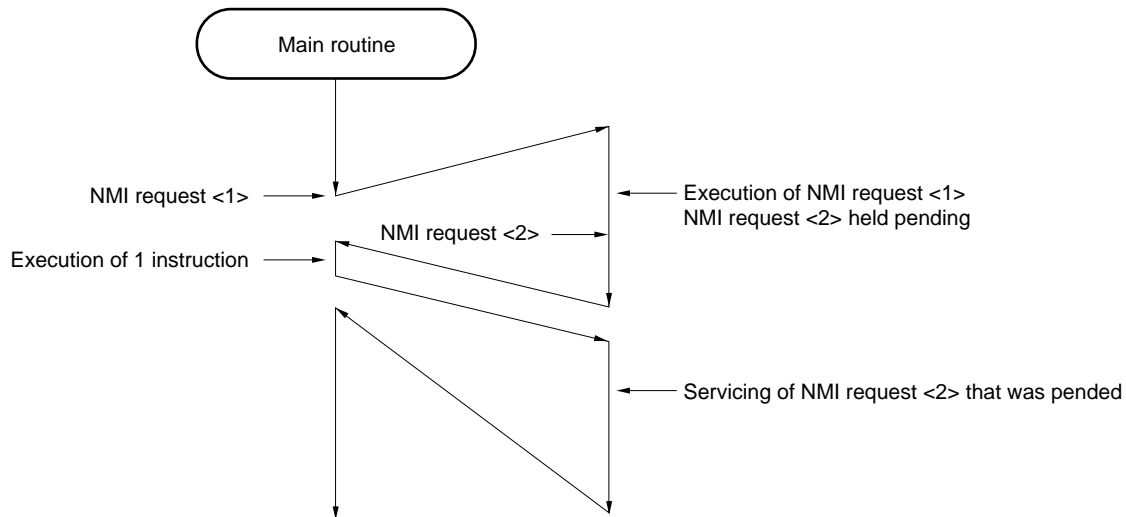 Main routine
NMI request <1>
Execution of NMI request <1>
NMI request <2> held pending
NMI request <2>
Execution of 1 instruction
Servicing of NMI request <2> that was pended